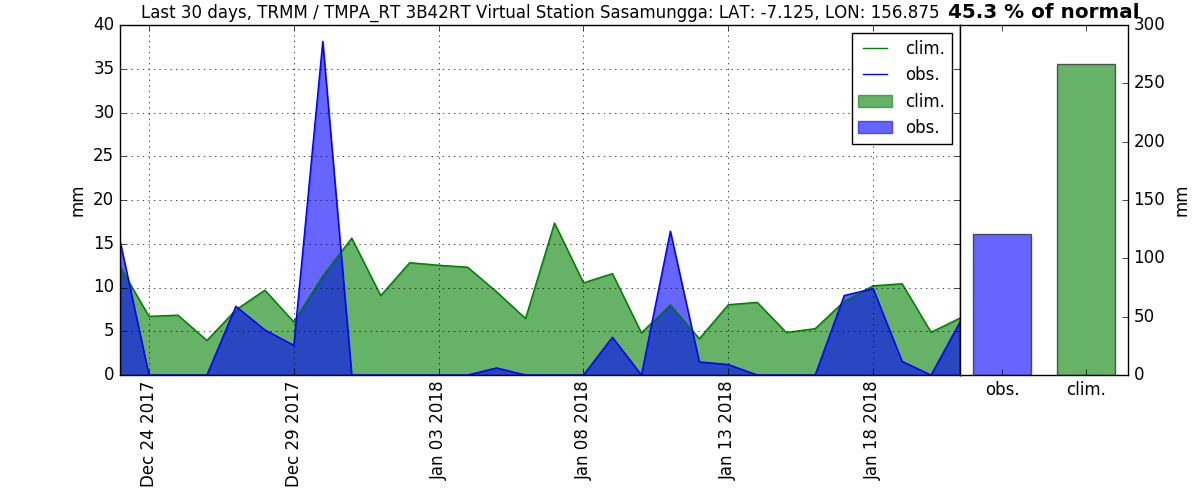 Last 30 days, TRMM / TMPA_RT 3B42RT Virtual Station Sasamungga: LAT: -7.125, LON: 156.875
45.3 % of normal
40
35
30
25
20
15
10
5
0
mm
clim.
obs.
clim.
obs.
Dec 24 2017
Dec 29 2017
Jan 03 2018
Jan 08 2018
Jan 13 2018
Jan 18 2018
300
250
200
150
100
50
0
mm
obs.
clim.